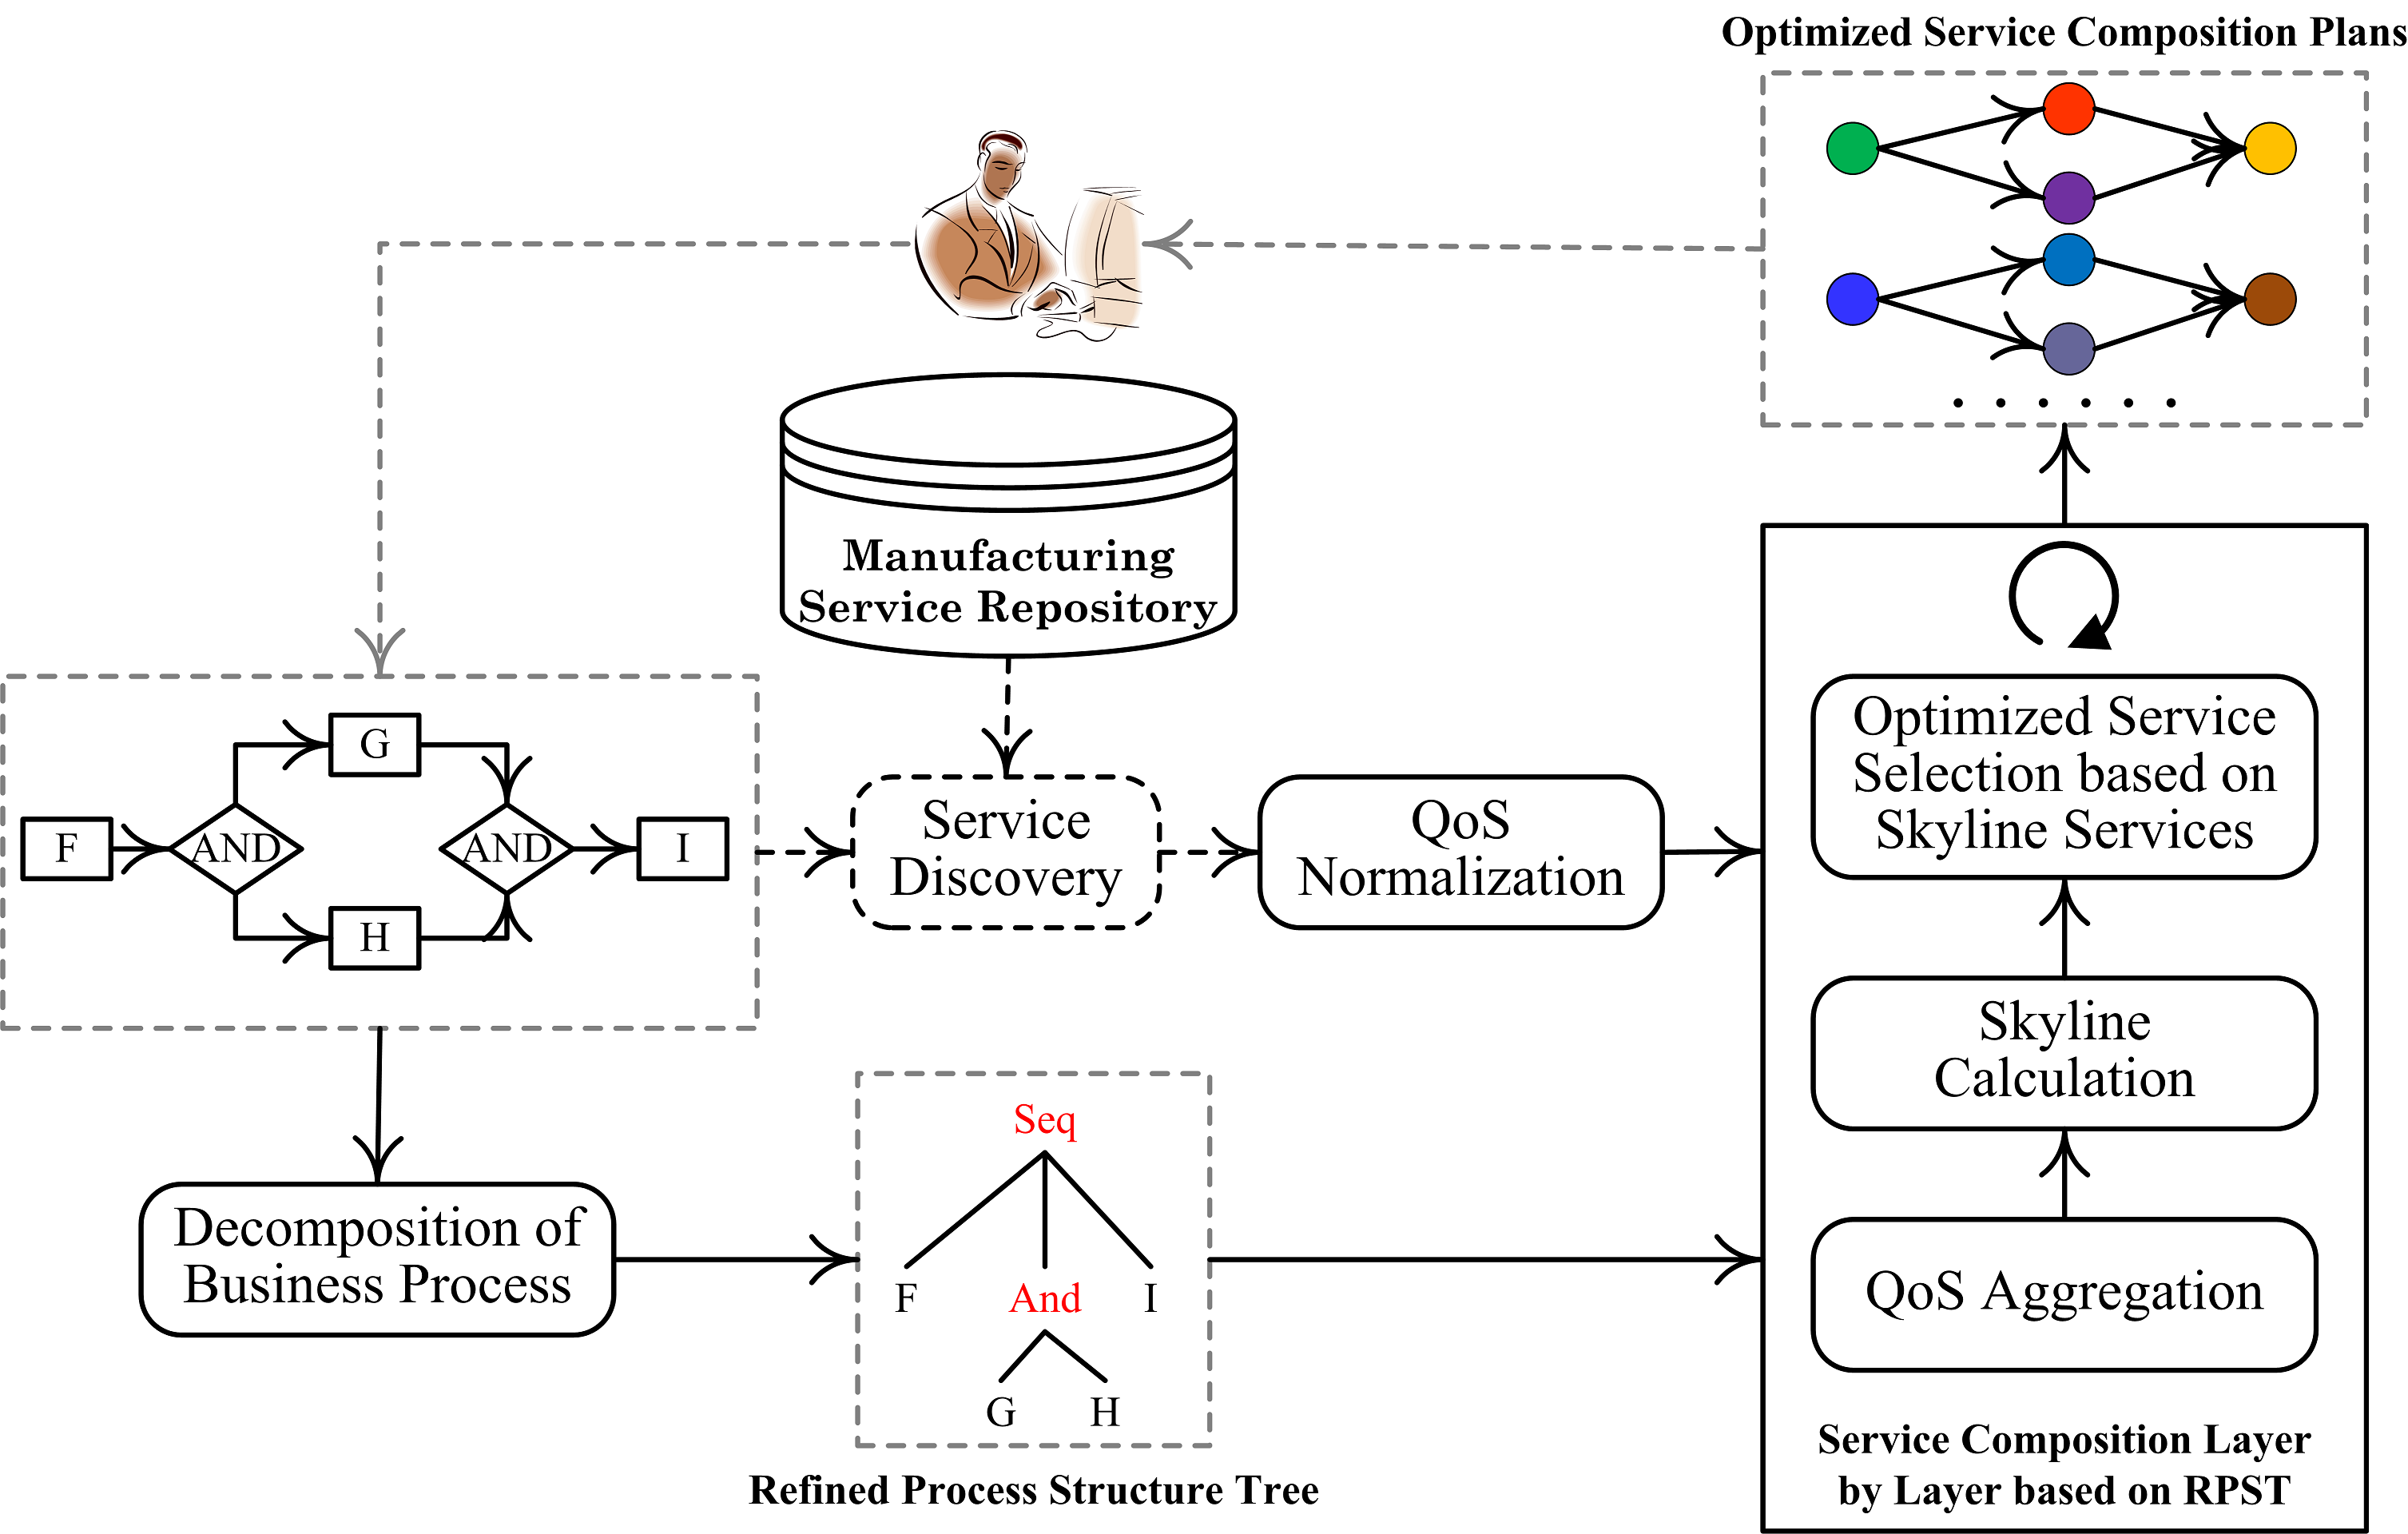 Optimized Service Composition Plans
Manufacturing
Service Repository
F
AND
G
H
AND
I
Service
Discovery
QoS
Normalization
Optimized Service
Selection based on
Skyline Services
Skyline
Calculation
QoS Aggregation
Service Composition Layer
by Layer based on RPST
Decomposition of
Business Process
Seq
F
And
I
G
H
Refined Process Structure Tree